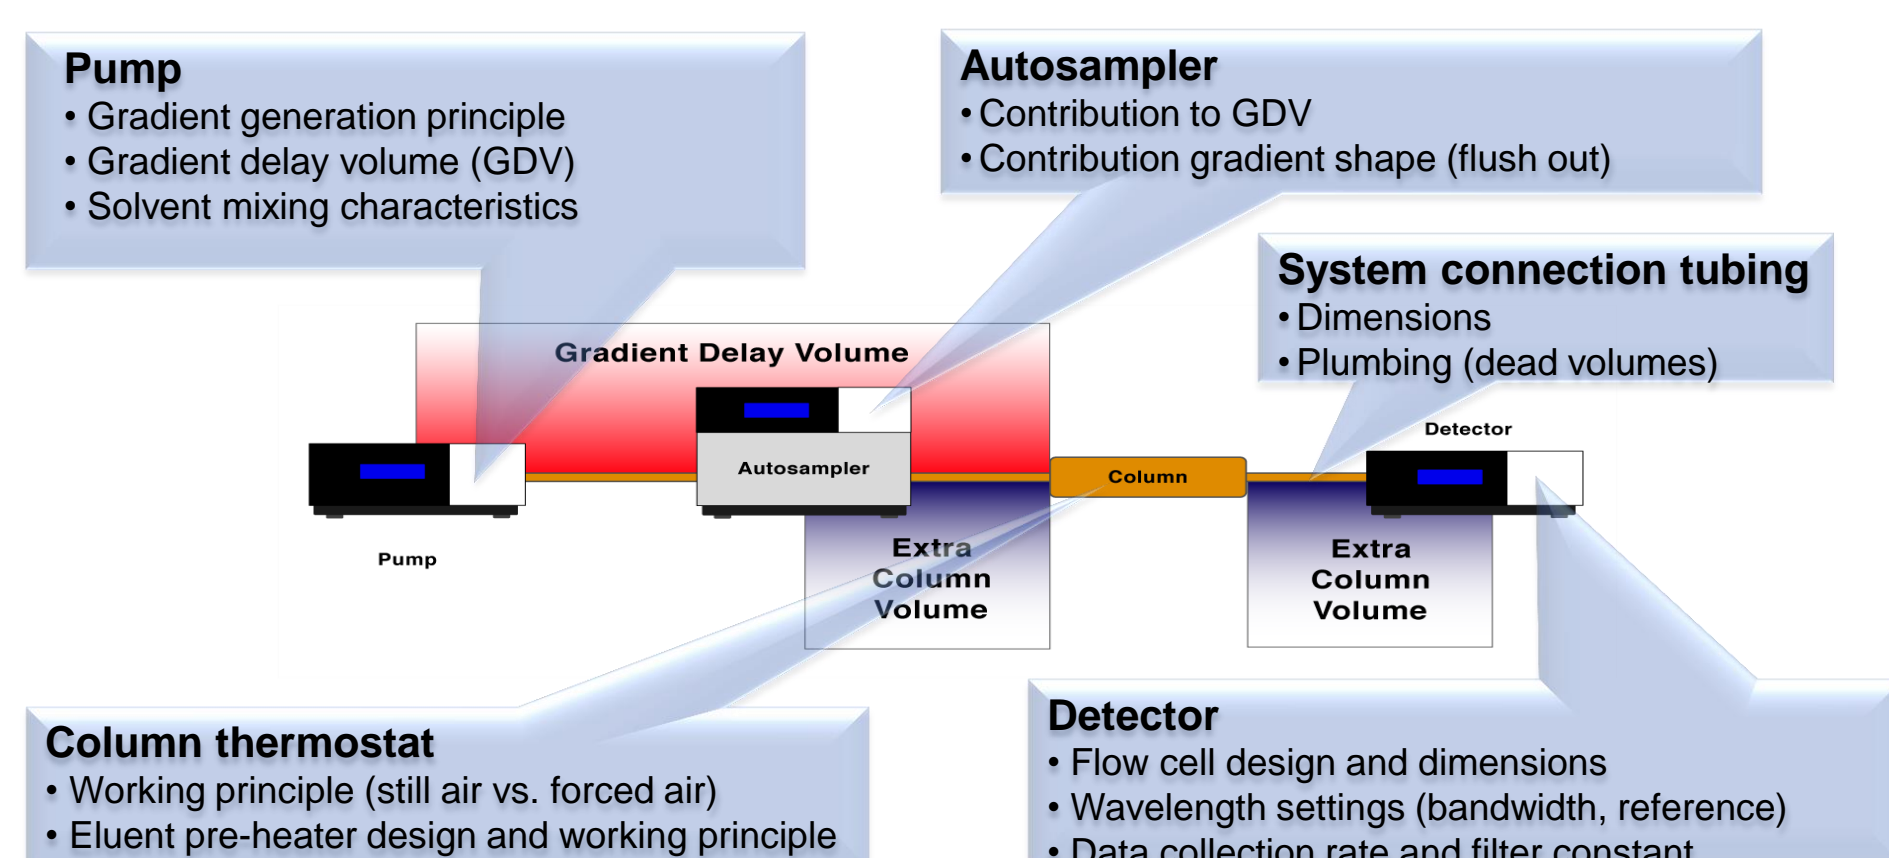 Pump
• Gradient generation principle
• Gradient delay volume (GDV)
• Solvent mixing characteristics
Autosampler
• Contribution to GDV
• Contribution gradient shape (flush out)
System connection tubing
• Dimensions
• Plumbing (dead volumes)
Gradient Delay Volume
Detector
Autosampler
Column
Pump
Extra
Column
Volume
Extra
Column
Volume
Column thermostat
• Working principle (still air vs. forced air)
• Eluent pre-heater design and working principle
Detector
• Flow cell design and dimensions
• Wavelength settings (bandwidth, reference)
• Data collection rate and filter constant